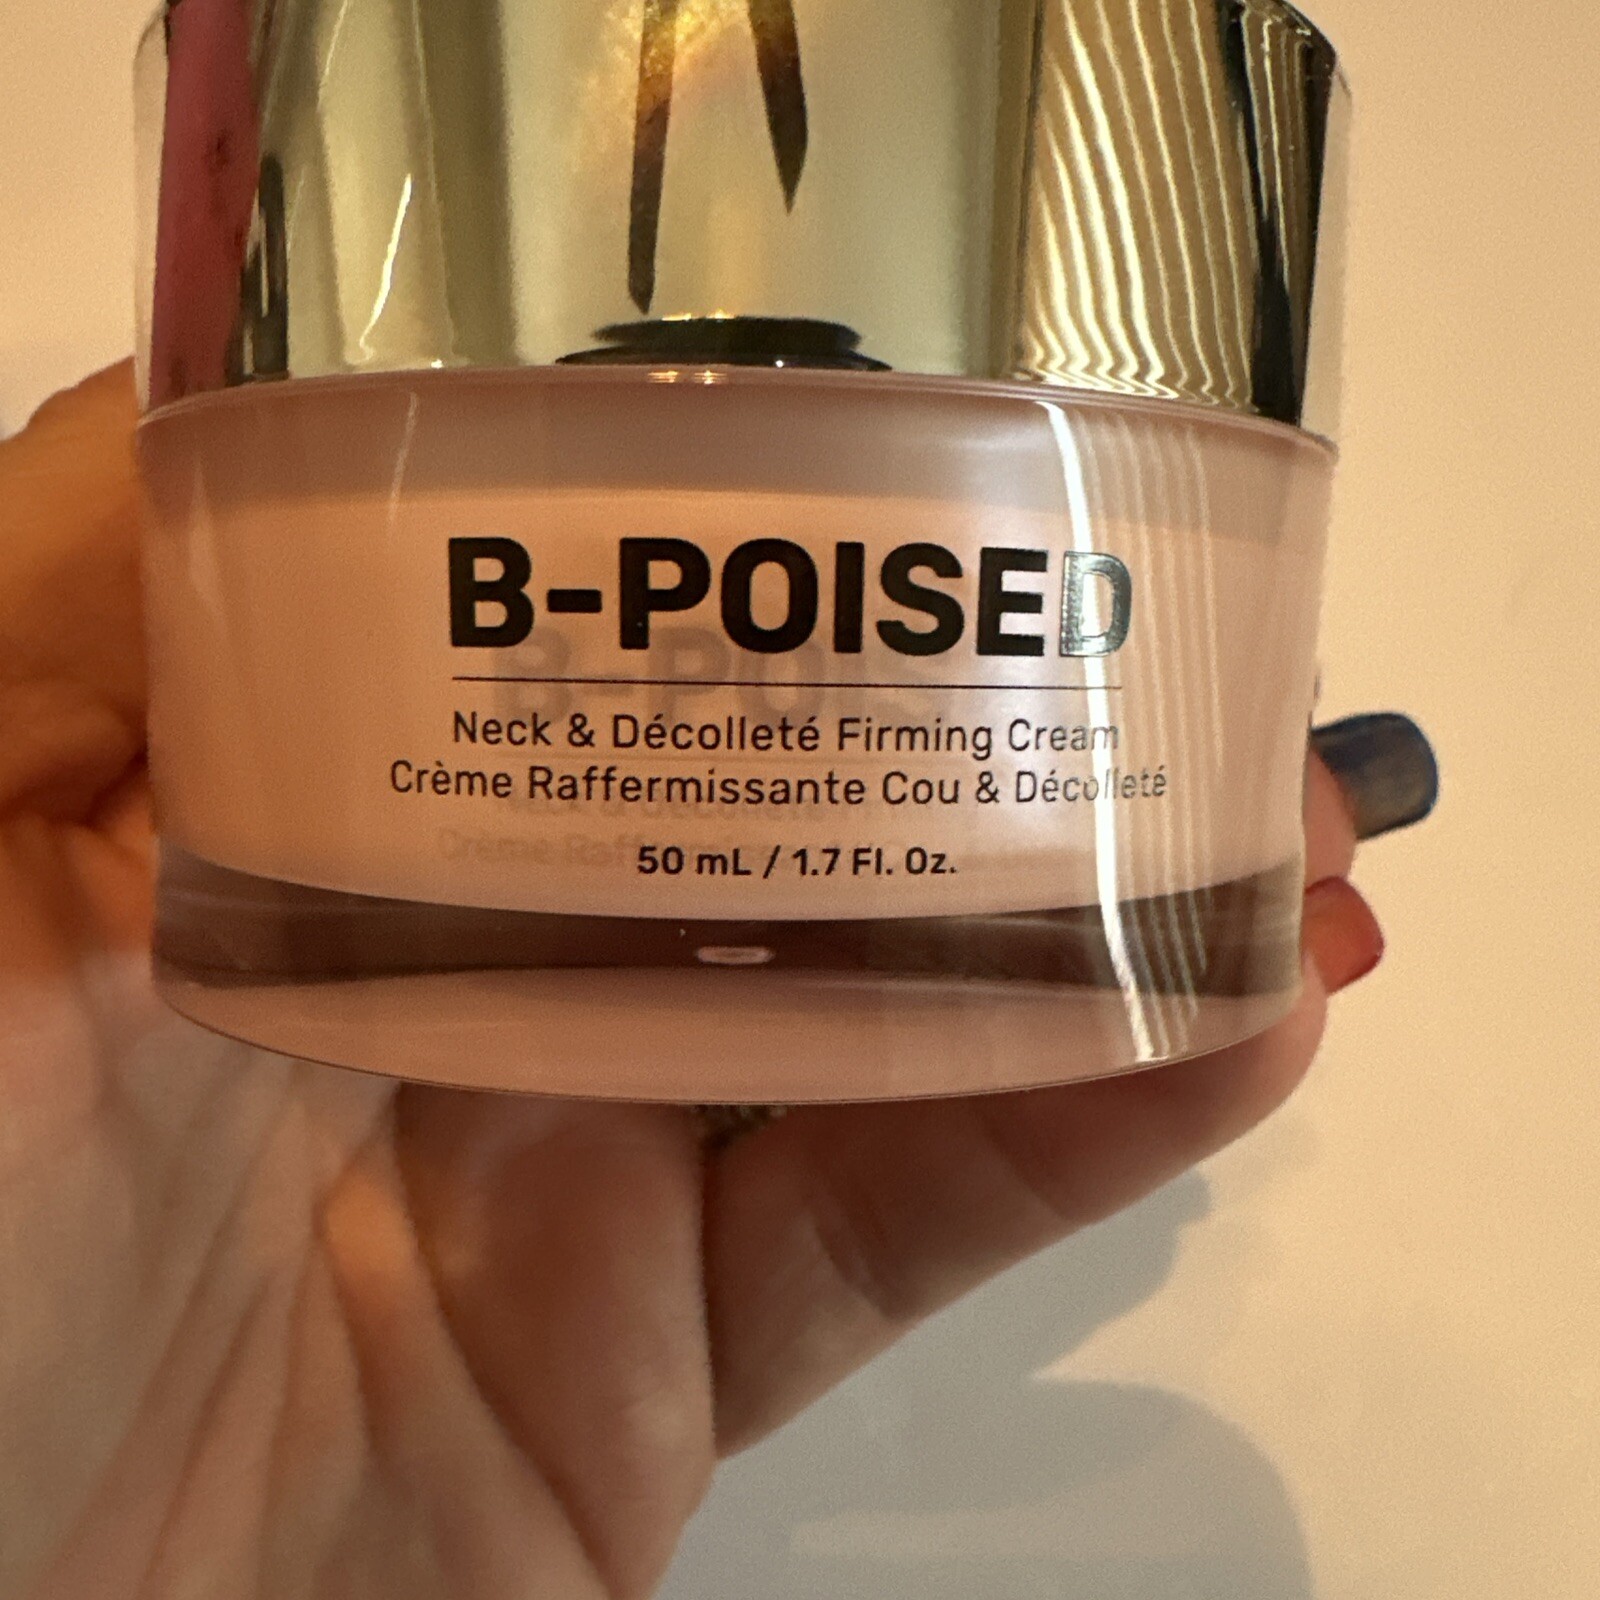 B-POISED
Neck & Décolleté Firming Cream
Crème Raffermissante Cou & Décolleté
50 mL / 1.7 Fl. Oz.